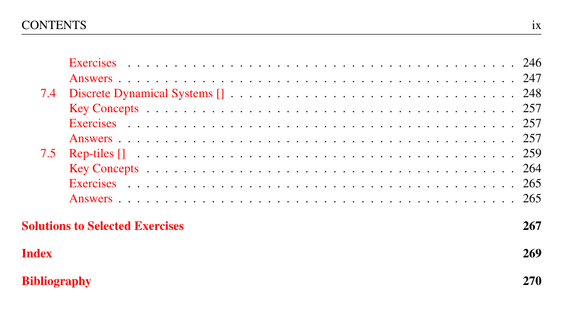 CONTENTS ix
Exercises . . . . . . . . . . . . . . . . . . . . . . . . . . . . . . . . . . 246
Answers . . . . . . . . . . . . . . . . . . . . . . . . . . . . . . . . . . . 247
7.4 Discrete Dynamical Systems [] . . . . . . . . . . . . . . . . . . . . . . . . . 248
Key Concepts . . . . . . . . . . . . . . . . . . . . . . . . . . . . . . . . 257
Exercises . . . . . . . . . . . . . . . . . . . . . . . . . . . . . . . . . . 257
Answers . . . . . . . . . . . . . . . . . . . . . . . . . . . . . . . . . . . 257
7.5 Rep-tiles [] . . . . . . . . . . . . . . . . . . . . . . . . . . . . . . . . . 259
Key Concepts . . . . . . . . . . . . . . . . . . . . . . . . . . . . . . . . 264
Exercises . . . . . . . . . . . . . . . . . . . . . . . . . . . . . . . . . . 265
Answers . . . . . . . . . . . . . . . . . . . . . . . . . . . . . . . . . . . 265
Solutions to Selected Exercises 267
Index 269
Bibliography 270